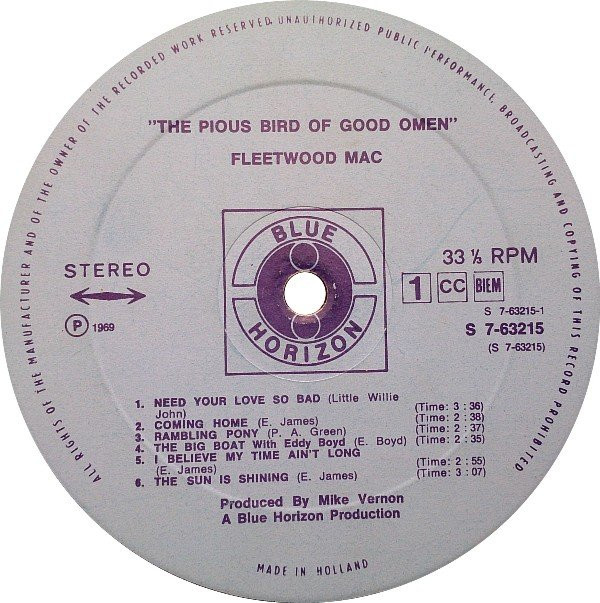 ALL RIGHTS OF THE MANUFACTURER AND OF THE OWNER OF THE RECORDED WORK RESERVED. UNAUTHORIZED PUBLIC PERFORMANCE, BROADCASTING AND COPYING OF THIS RECORD PROHIBITED
"THE PIOUS BIRD OF GOOD OMEN"
FLEETWOOD MAC
BLUE
HORIZON
STEREO
Ⓟ 1969
33 ⅓ RPM
1 CC BIEM
S 7-63215-1
S 7-63215
(S 7-63215)
1. NEED YOUR LOVE SO BAD (Little Willie
John) (Time: 3 : 36)
2. COMING HOME (E. James) (Time: 2 : 38)
3. RAMBLING PONY (P. A. Green) (Time: 2 : 37)
4. THE BIG BOAT With Eddy Boyd (E. Boyd) (Time: 2 : 35)
5. I BELIEVE MY TIME AIN'T LONG
(E. James) (Time: 2 : 55)
6. THE SUN IS SHINING (E. James) (Time: 3 : 07)
Produced By Mike Vernon
A Blue Horizon Production
MADE IN HOLLAND